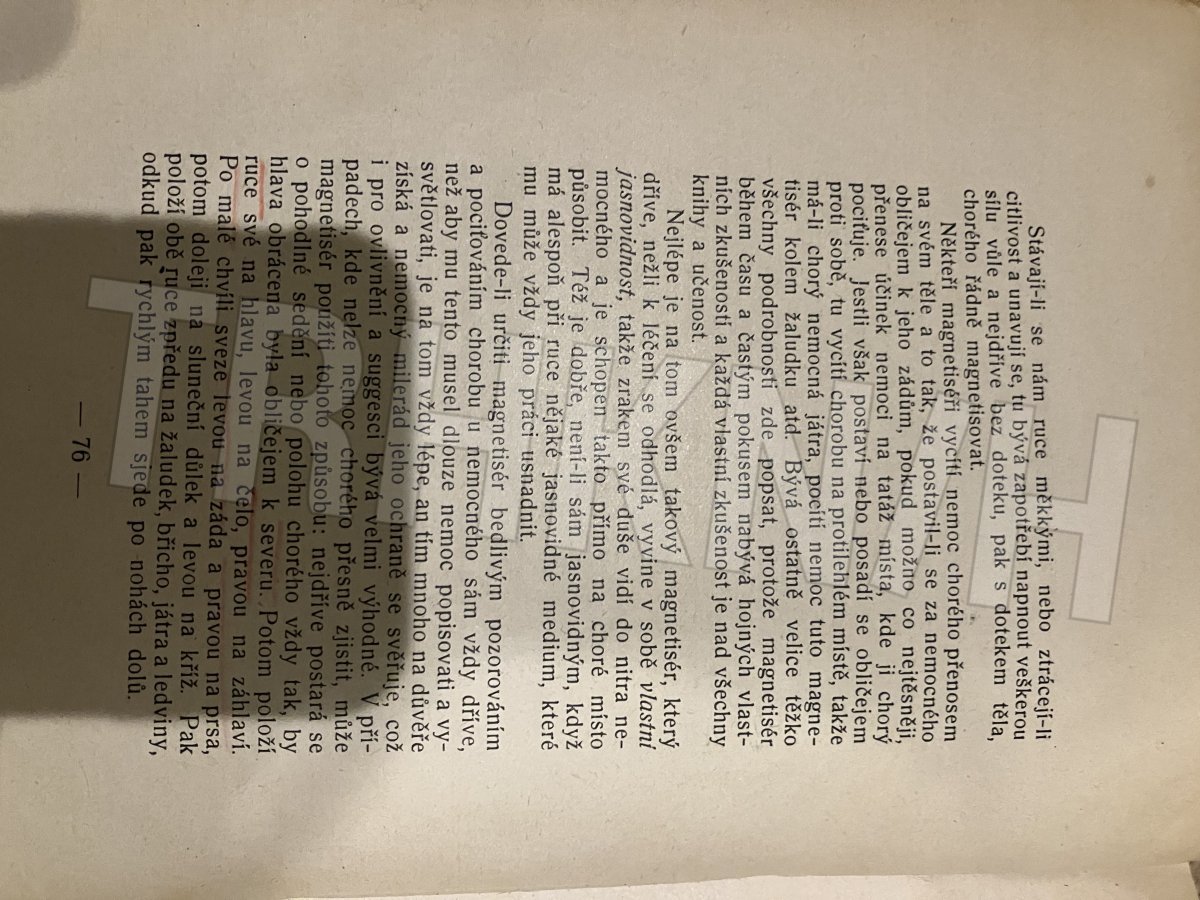 Stávají-li se nám ruce měkkými, nebo ztrácejí-li
citlivost a unavují se, tu bývá zapotřebí napnout veškerou
sílu vůle a nejdříve bez doteku, pak s dotekem těla,
chorého řádně magnetisovat.
Někteří magnetiséři vycítí nemoc chorého přenosem
na svém těle a to tak, že postavil-li se za nemocného
obličejem k jeho zádům, pokud možno co nejtěsněji,
přenese účinek nemoci na tatáž místa, kde ji chorý
pociťuje. Jestli však postaví nebo posadí se obličejem
proti sobě, tu vycítí chorobu na protilehlém místě, takže
má-li chorý nemocná játra, pocítí nemoc tuto magne-
tisér kolem žaludku atd Bývá ostatně velice těžko
všechny podrobnosti zde popsat, protože magnetisér
během času a častým pokusem nabývá hojných vlast-
ních zkušeností a každá vlastní zkušenost je nad všechny
knihy a učenost.
Nejlépe je na tom ovšem takový magnetisér, který
dříve, nežli k léčení se odhodlá, vyvine v sobě vlastní
jasnovidnost, takže zrakem své duše vidí do nitra ne-
mocného a je schopen takto přímo na choré místo
působit. Též je dobře, není-li sám jasnovidným, když
má alespoň při ruce nějaké jasnovidné medium, které
mu může vždy jeho práci usnadnit.
Dovede-li určiti magnetisér bedlivým pozorováním
a pociťováním chorobu u nemocného sám vždy dříve,
než aby mu tento musel dlouze nemoc popisovati a vy-
světlovati, je na tom vždy lépe, an tím mnoho na důvěře
získá a nemocný milerád jeho ochraně se svěřuje, což
i pro ovlivnění a suggesci bývá velmi výhodné. V pří-
padech, kde nelze nemoc chorého přesně zjistit, může
magnetisér použíti tohoto způsobu: nejdříve postará se
o pohodlné sedění nebo polohu chorého vždy tak, by
hlava obrácena byla obličejem k severu. Potom položí
ruce své na hlavu, levou na čelo, pravou na záhlaví.
Po malé chvíli sveze levou na záda a pravou na prsa,
potom doleji na sluneční důlek a levou na kříž. Pak
položí obě ruce zpředu na žaludek, břicho, játra a ledviny,
odkud pak rychlým tahem sjede po nohách dolů.
— 76 —